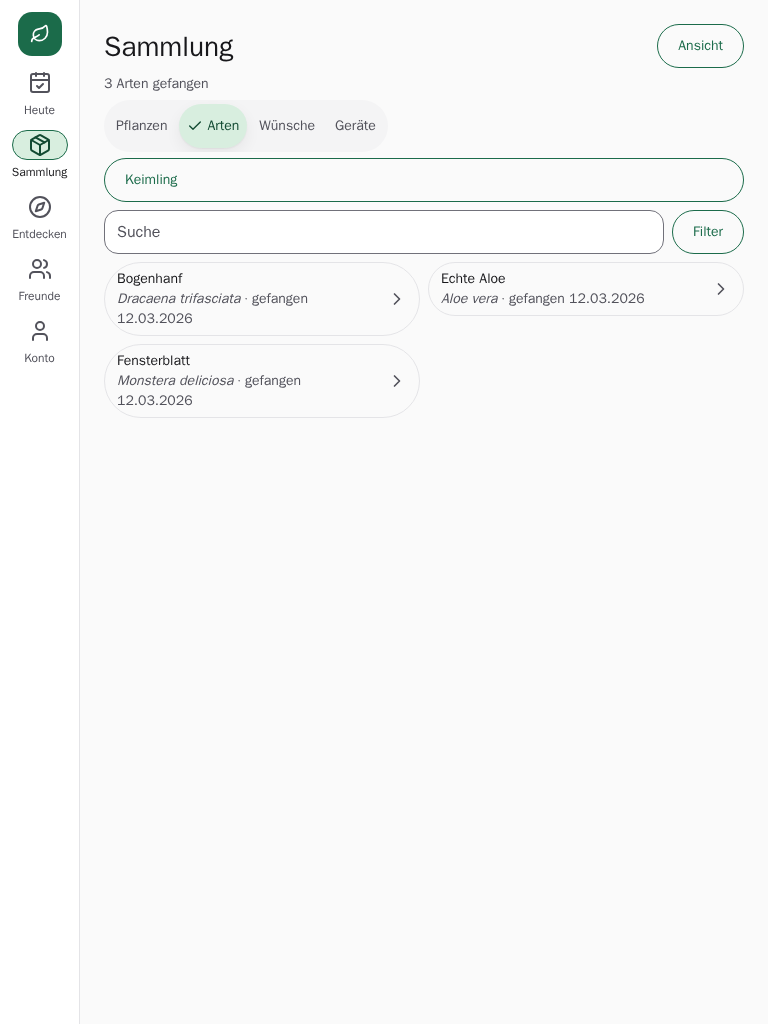 Sammlung
Ansicht
3 Arten gefangen
Pflanzen
Arten
Wünsche
Geräte
Keimling
Suche
Filter
Bogenhanf
Dracaena trifasciata · gefangen
12.03.2026
Echte Aloe
Aloe vera · gefangen 12.03.2026
Fensterblatt
Monstera deliciosa · gefangen
12.03.2026
Heute
Sammlung
Entdecken
Freunde
Konto